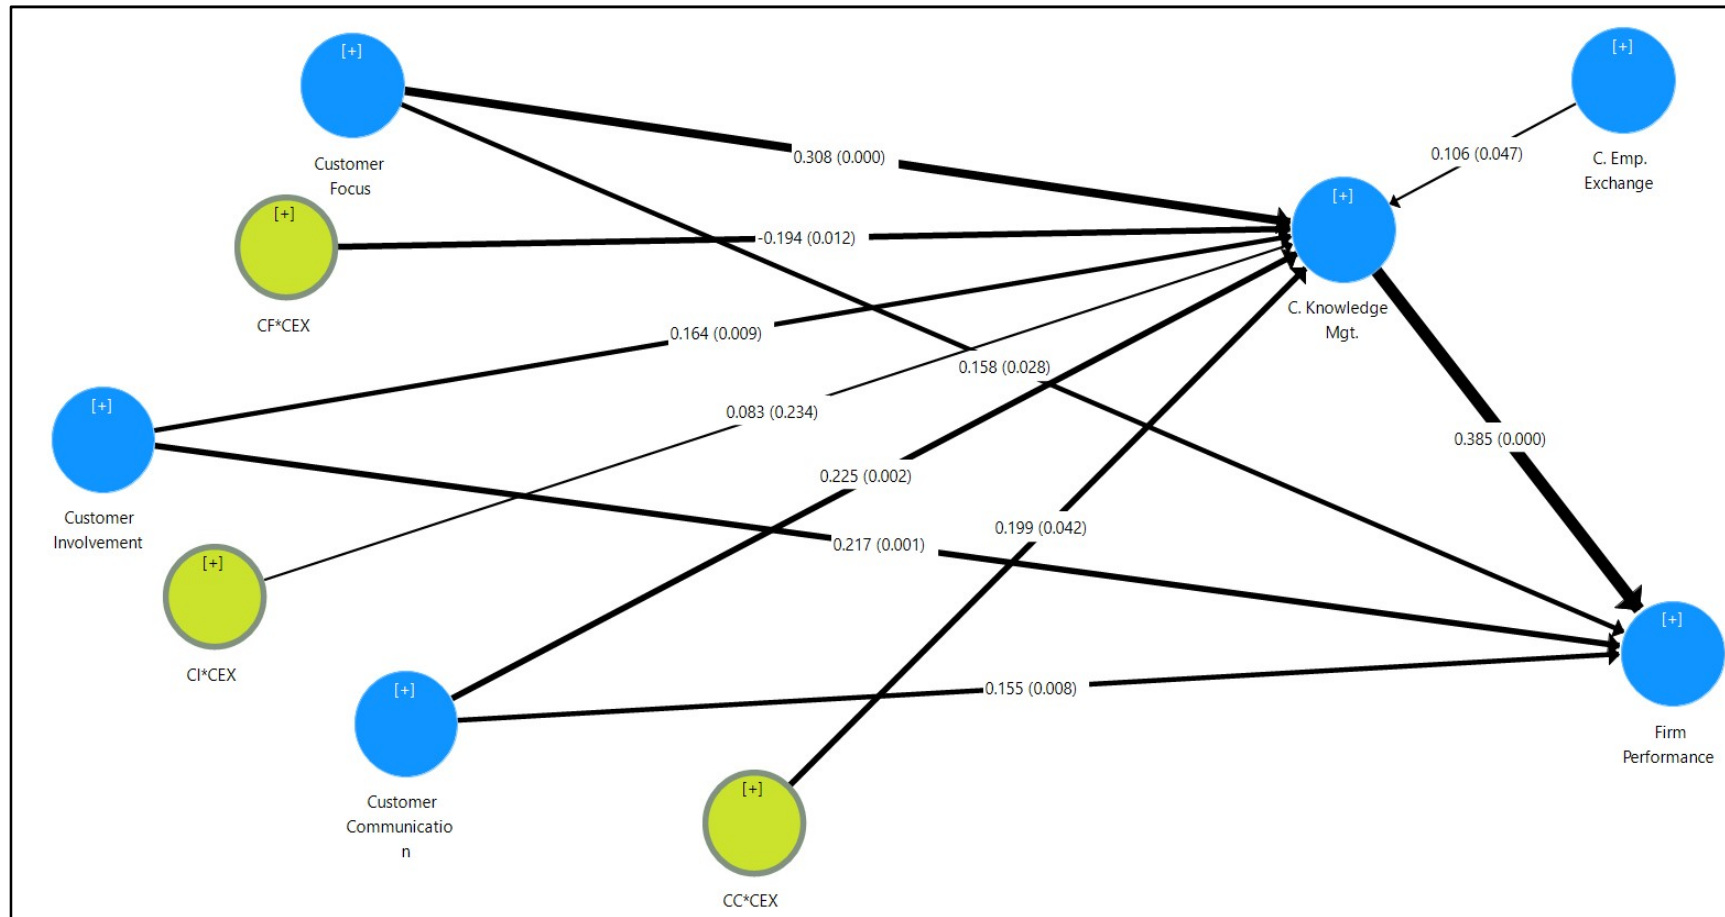 [+]
Customer
Focus
[+]
C. Emp.
Exchange
0.308 (0.000)
0.106 (0.047)
[+]
C. Knowledge
Mgt.
[+]
CF*CEX
-0.194 (0.012)
0.164 (0.009)
0.158 (0.028)
[+]
Customer
Involvement
0.083 (0.234)
0.385 (0.000)
0.225 (0.002)
0.199 (0.042)
0.217 (0.001)
[+]
CI*CEX
[+]
Firm
Performance
[+]
Customer
Communicatio
n
0.155 (0.008)
[+]
CC*CEX